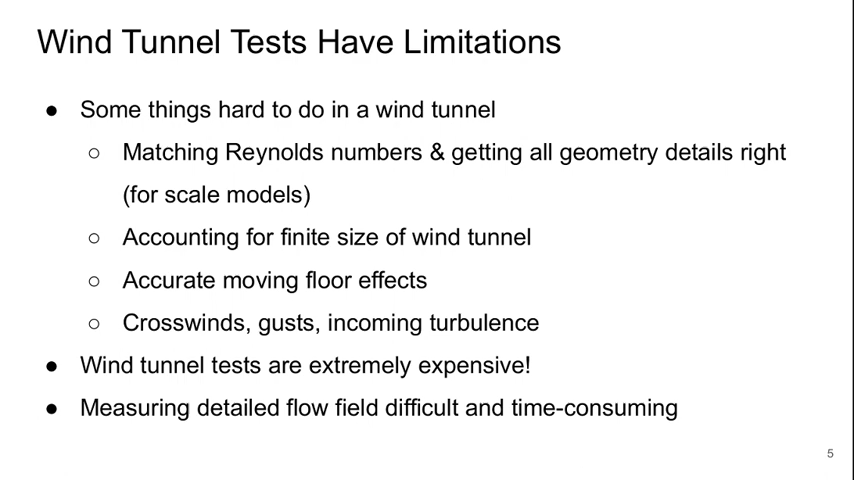 Wind Tunnel Tests Have Limitations
● Some things hard to do in a wind tunnel
○ Matching Reynolds numbers & getting all geometry details right
(for scale models)
○ Accounting for finite size of wind tunnel
○ Accurate moving floor effects
○ Crosswinds, gusts, incoming turbulence
● Wind tunnel tests are extremely expensive!
● Measuring detailed flow field difficult and time-consuming
5